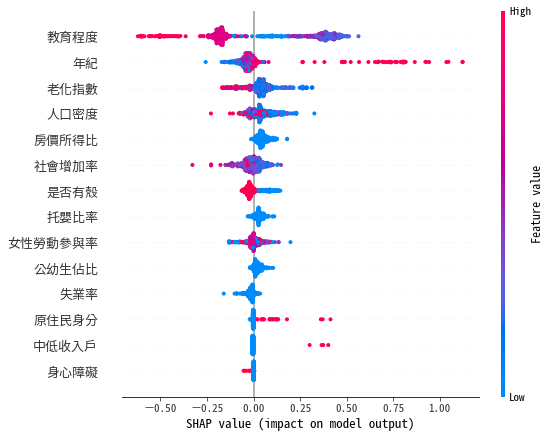 High
教育程度
年紀
老化指數
人口密度
房價所得比
社會增加率
是否有殼
托嬰比率
女性勞動參與率
公幼生佔比
失業率
原住民身分
中低收入戶
身心障礙
Feature value
Low
−0.50 −0.25 0.00 0.25 0.50 0.75 1.00
SHAP value (impact on model output)